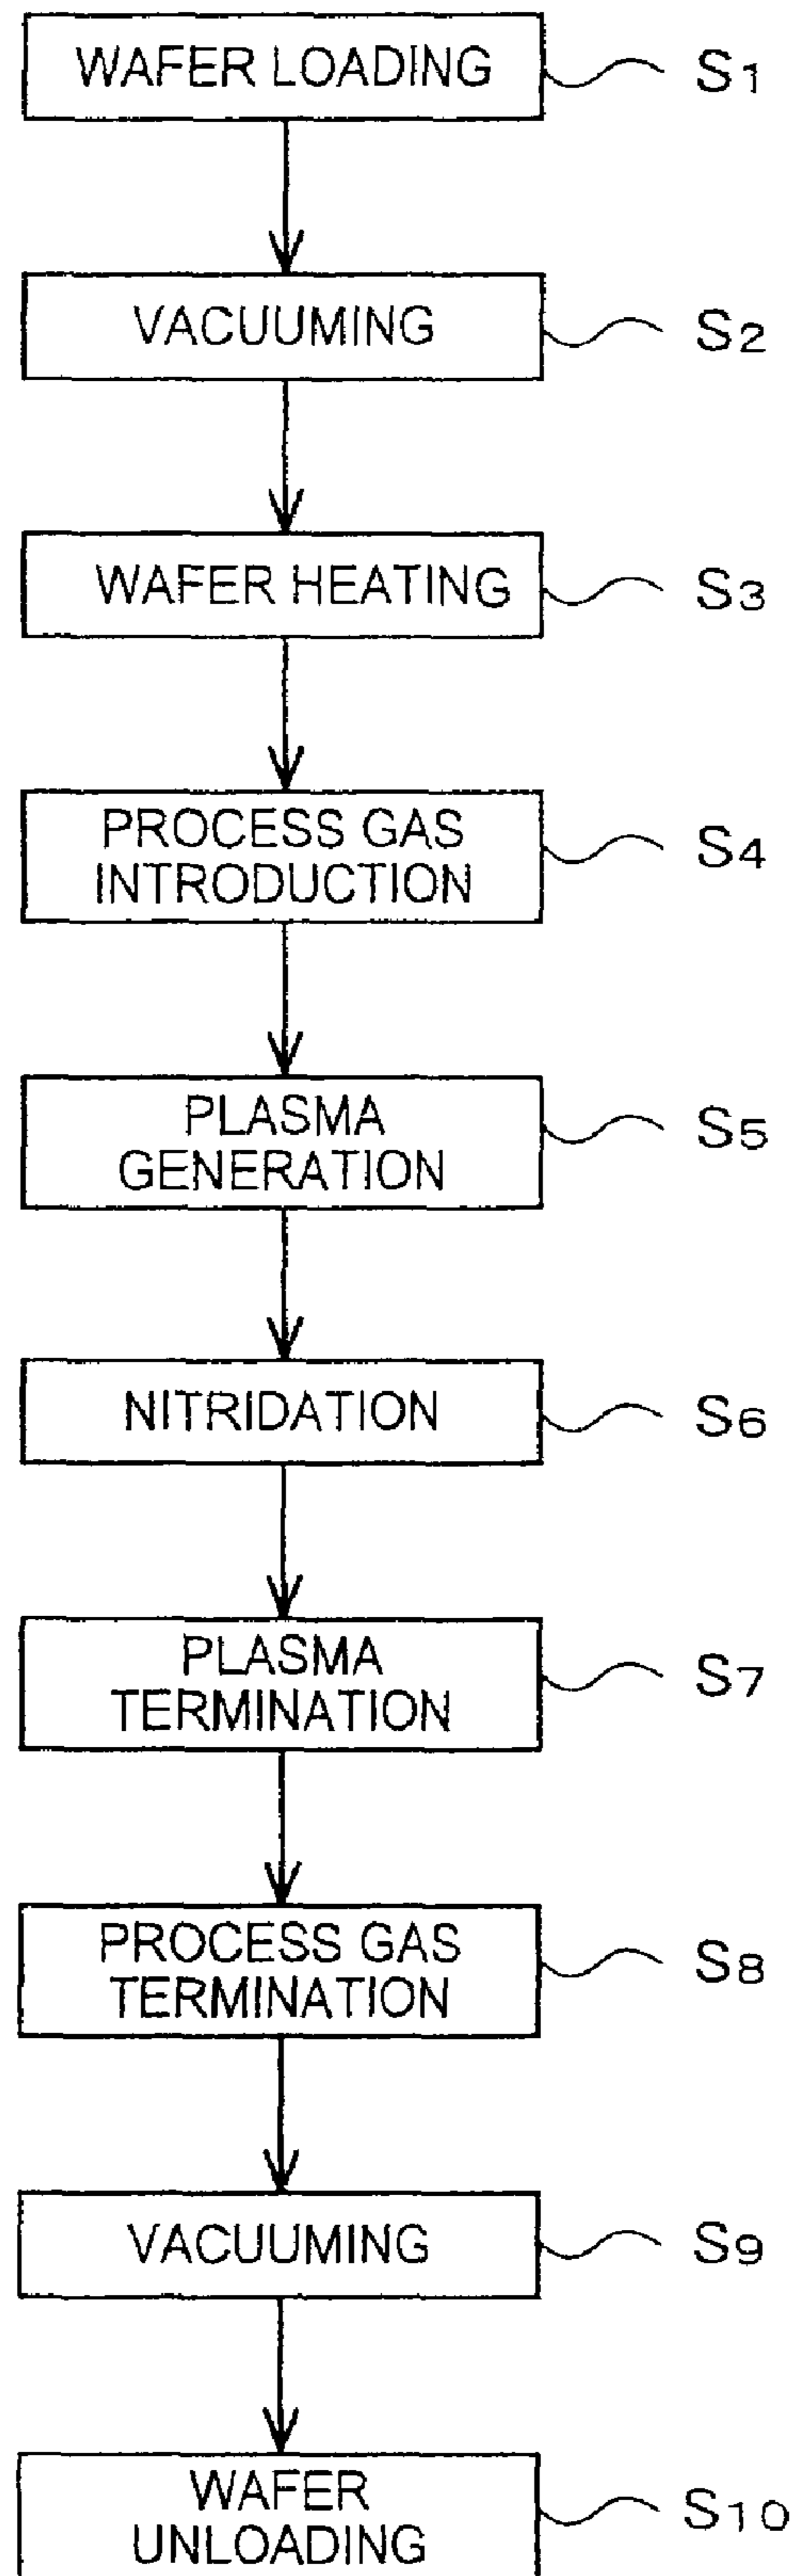 WAFER LOADING S1
VACUUMING S2
WAFER HEATING S3
PROCESS GAS
INTRODUCTION S4
PLASMA
GENERATION S5
NITRIDATION S6
PLASMA
TERMINATION S7
PROCESS GAS
TERMINATION S8
VACUUMING S9
WAFER
UNLOADING S10